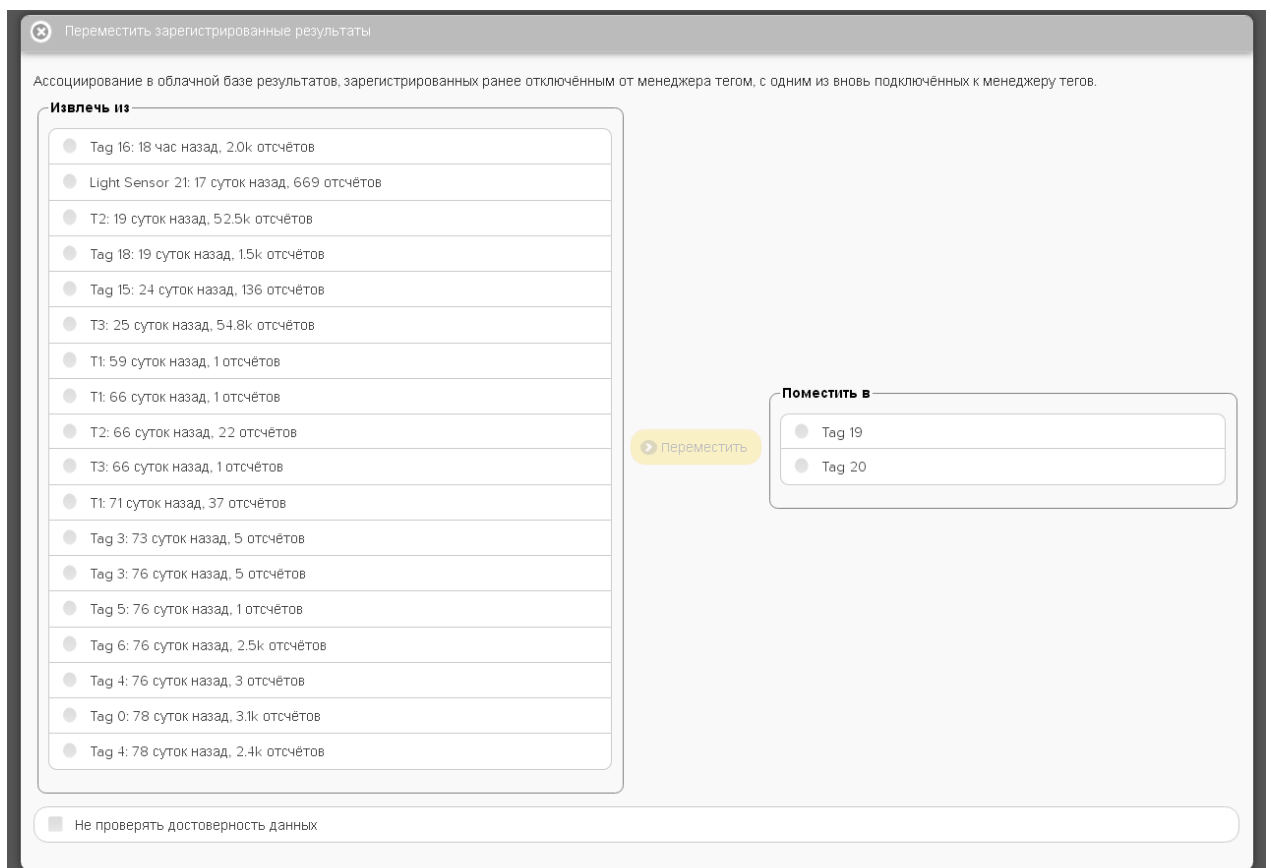 Переместить зарегистрированные результаты
Ассоциирование в облачной базе результатов, зарегистрированных ранее отключённым от менеджера тегом, с одним из вновь подключённых к менеджеру тегов.
Извлечь из
Tag 16: 18 час назад, 2.0k отсчётов
Light Sensor 21: 17 суток назад, 669 отсчётов
T2: 19 суток назад, 52.5k отсчётов
Tag 18: 19 суток назад, 1.5k отсчётов
Tag 15: 24 суток назад, 136 отсчётов
T3: 25 суток назад, 54.8k отсчётов
T1: 59 суток назад, 1 отсчётов
T1: 66 суток назад, 1 отсчётов
T2: 66 суток назад, 22 отсчётов
T3: 66 суток назад, 1 отсчётов
T1: 71 суток назад, 37 отсчётов
Tag 3: 73 суток назад, 5 отсчётов
Tag 3: 76 суток назад, 5 отсчётов
Tag 5: 76 суток назад, 1 отсчётов
Tag 6: 76 суток назад, 2.5k отсчётов
Tag 4: 76 суток назад, 3 отсчётов
Tag 0: 78 суток назад, 3.1k отсчётов
Tag 4: 78 суток назад, 2.4k отсчётов
Переместить
Поместить в
Tag 19
Tag 20
Не проверять достоверность данных